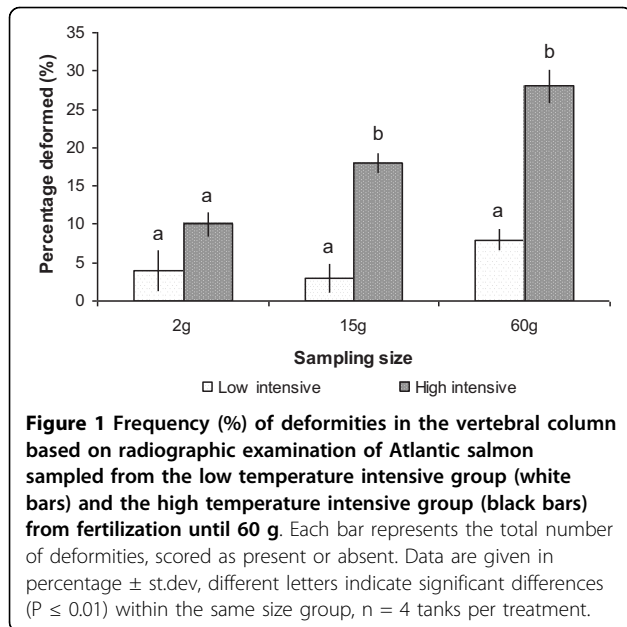 35
30
25
20
15
10
5
0
Percentage deformed (%)
a
a
a
b
a
b
2g
15g
60g
Sampling size
Low intensive
High intensive
Figure 1 Frequency (%) of deformities in the vertebral column
based on radiographic examination of Atlantic salmon
sampled from the low temperature intensive group (white
bars) and the high temperature intensive group (black bars)
from fertilization until 60 g. Each bar represents the total number
of deformities, scored as present or absent. Data are given in
percentage ± st.dev, different letters indicate significant differences
(P ≤ 0.01) within the same size group, n = 4 tanks per treatment.